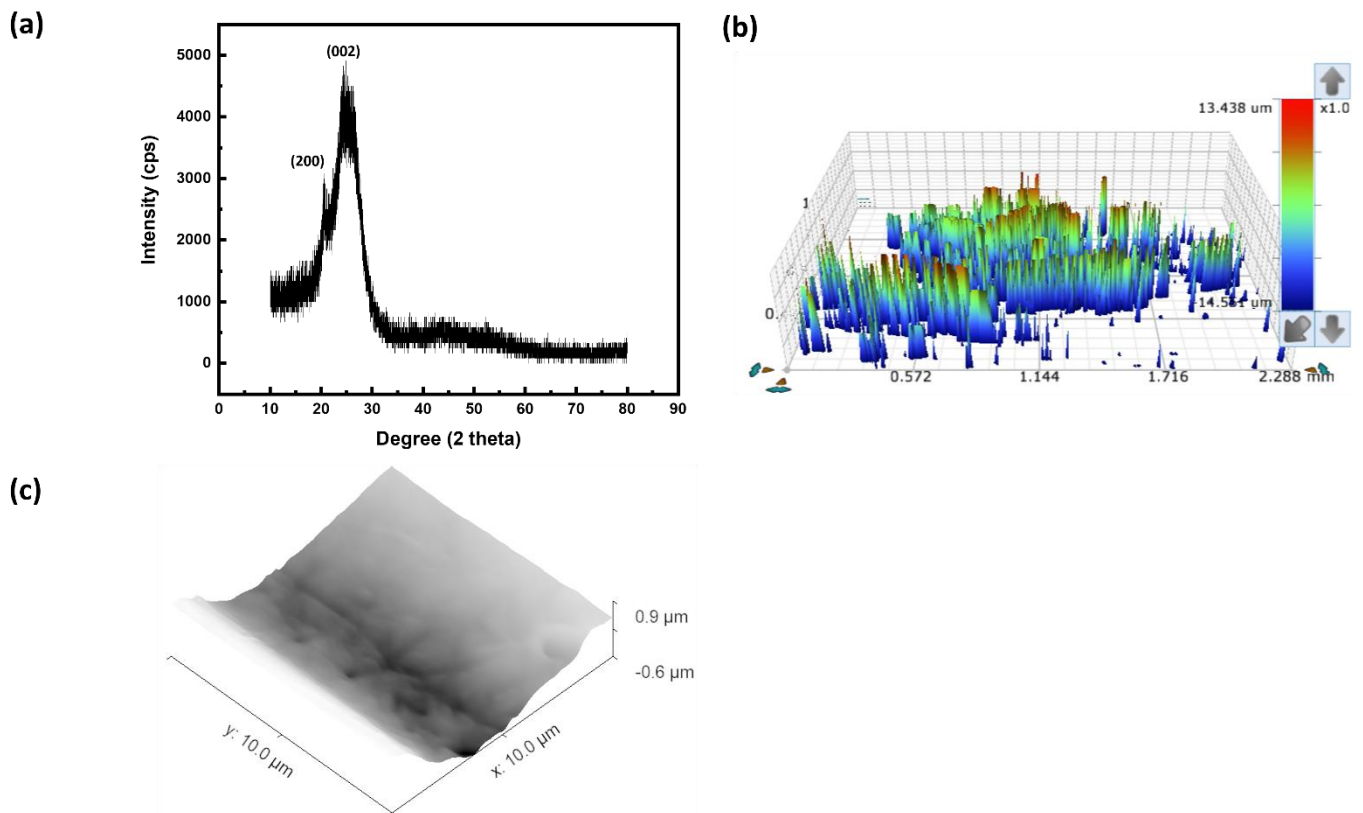 (a)
(200)
(002)
Intensity (cps)
5000
4000
3000
2000
1000
0
0 10 20 30 40 50 60 70 80 90
Degree (2 theta)
(b)
13.438 um
x1.0
1
0.
0.572 1.144 1.716 2.288 mm
(c)
0.9 µm
-0.6 µm
y: 10.0 µm
x: 10.0 µm